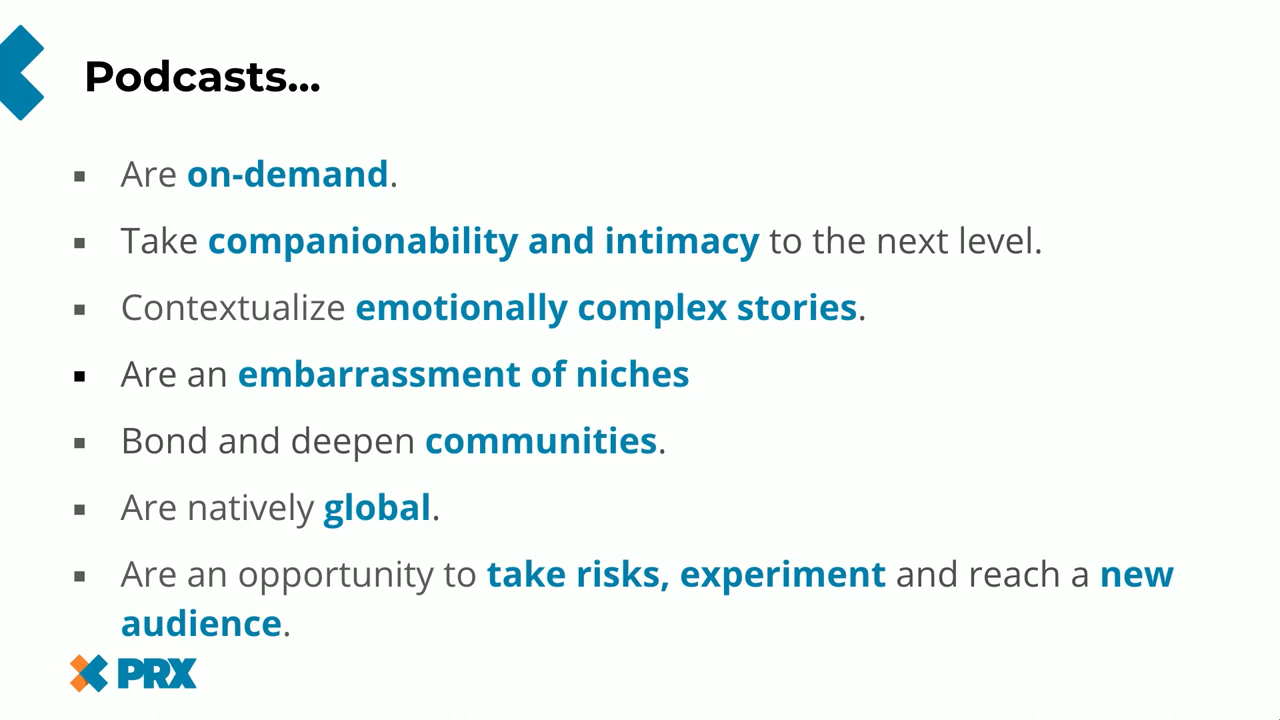 Podcasts...
▪ Are on-demand.
▪ Take companionability and intimacy to the next level.
▪ Contextualize emotionally complex stories.
▪ Are an embarrassment of niches
▪ Bond and deepen communities.
▪ Are natively global.
▪ Are an opportunity to take risks, experiment and reach a new
audience.
PRX